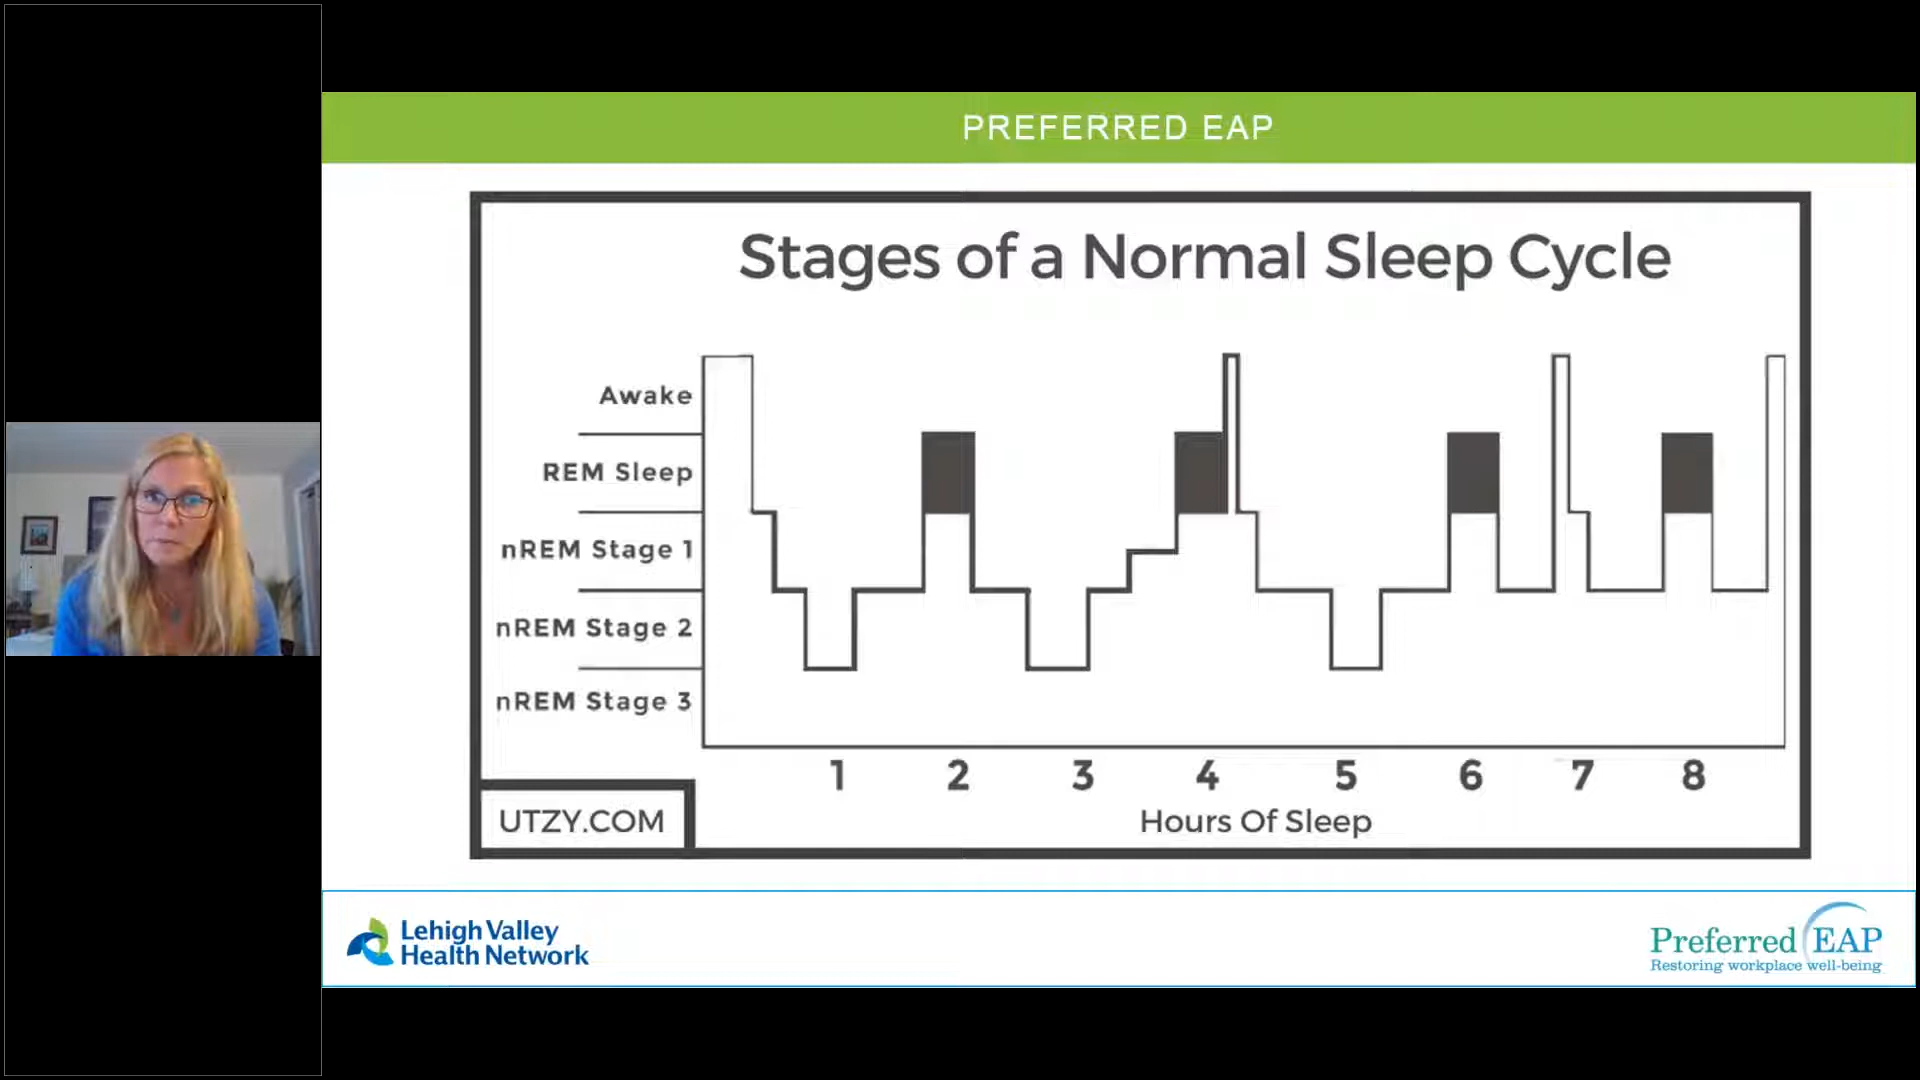 PREFERRED EAP
Stages of a Normal Sleep Cycle
Awake
REM Sleep
nREM Stage 1
nREM Stage 2
nREM Stage 3
1 2 3 4 5 6 7 8
Hours Of Sleep
UTZY.COM
Lehigh Valley
Health Network
Preferred EAP
Restoring workplace well-being